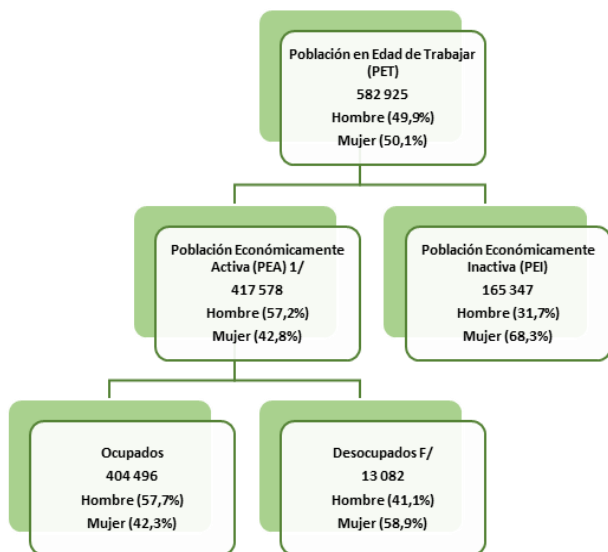 Población en Edad de Trabajar
(PET)
582 925
Hombre (49,9%)
Mujer (50,1%)
Población Económicamente
Activa (PEA) 1/
417 578
Hombre (57,2%)
Mujer (42,8%)
Población Económicamente
Inactiva (PEI)
165 347
Hombre (31,7%)
Mujer (68,3%)
Ocupados
404 496
Hombre (57,7%)
Mujer (42,3%)
Desocupados F/
13 082
Hombre (41,1%)
Mujer (58,9%)